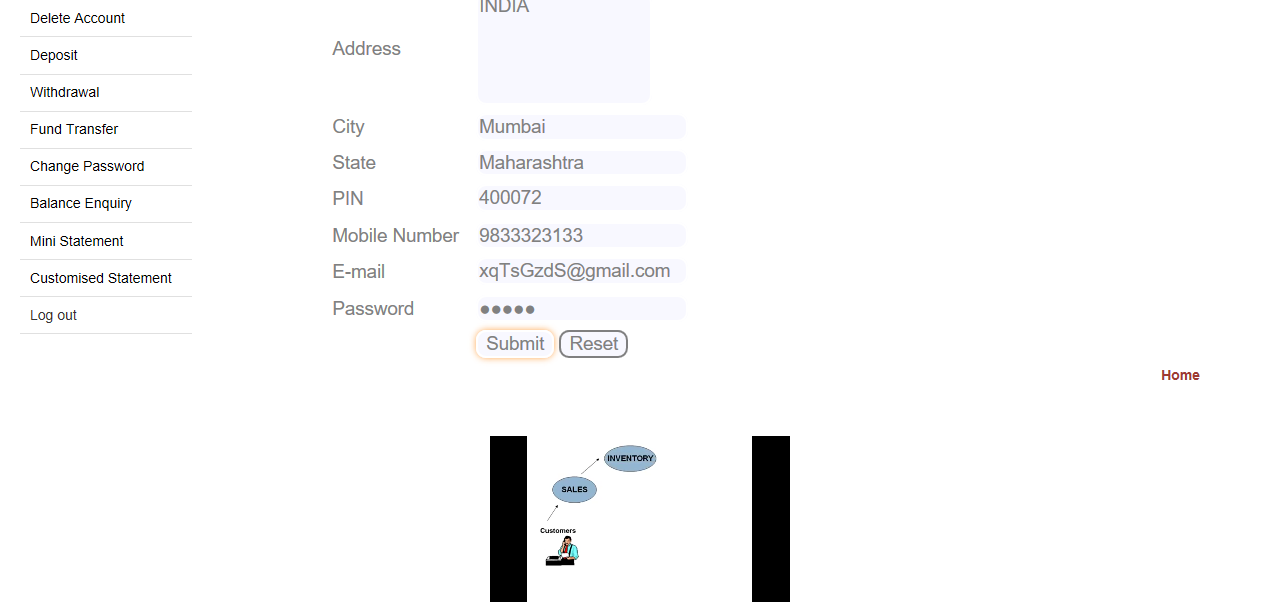 Delete Account
Deposit
Withdrawal
Fund Transfer
Change Password
Balance Enquiry
Mini Statement
Customised Statement
Log out
INDIA
Address
City Mumbai
State Maharashtra
PIN 400072
Mobile Number 9833323133
E-mail xqTsGzdS@gmail.com
Password ●●●●●
Submit Reset
Home
INVENTORY
SALES
Customers